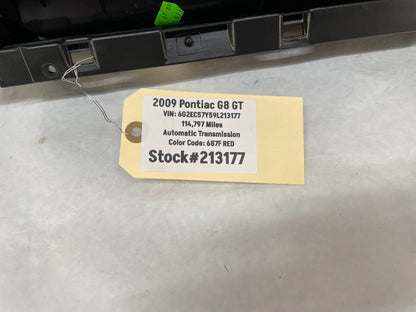 2009 Pontiac G8 GT
VIN: 6G2EC57Y59L213177
114,797 Miles
Automatic Transmission
Color Code: 687F RED
Stock#213177